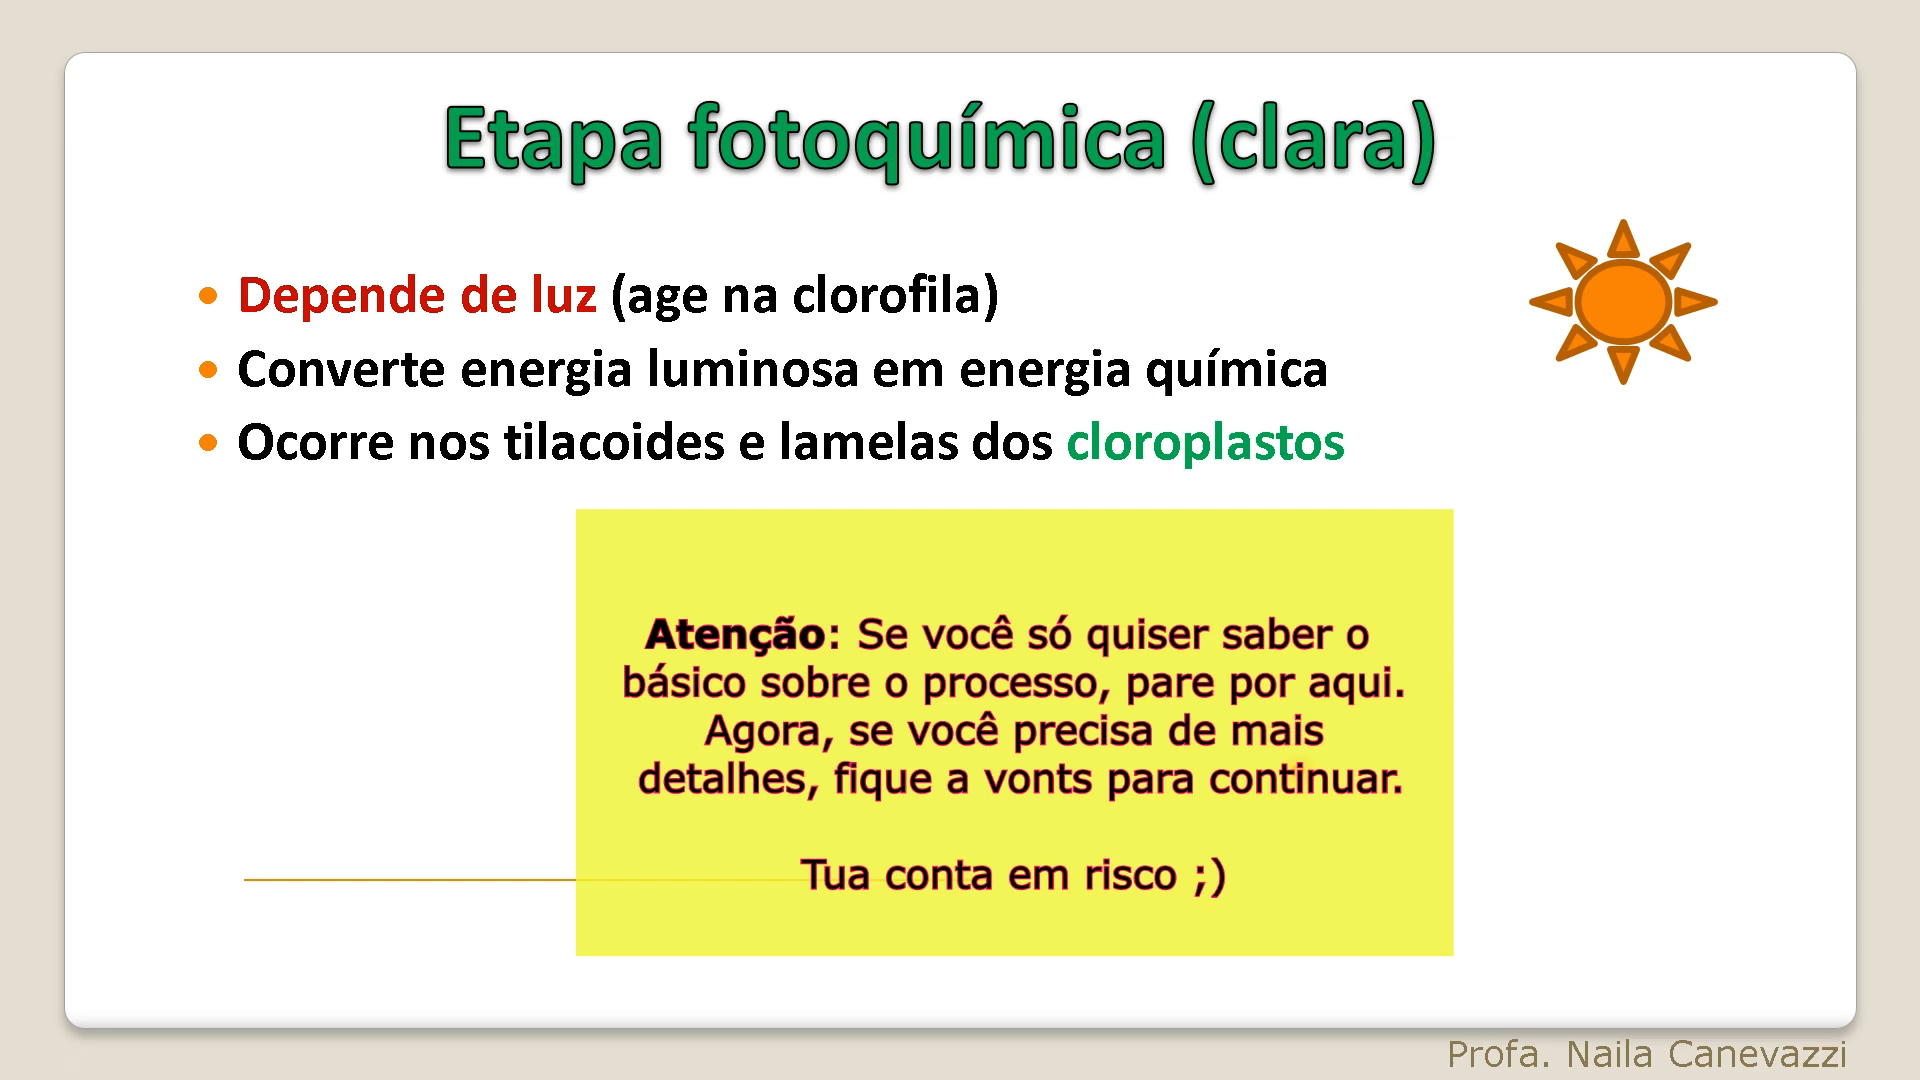 Etapa fotoquímica (clara)
• Depende de luz (age na clorofila)
• Converte energia luminosa em energia química
• Ocorre nos tilacoides e lamelas dos cloroplastos
Atenção: Se você só quiser saber o
básico sobre o processo, pare por aqui.
Agora, se você precisa de mais
detalhes, fique a vonts para continuar.
Tua conta em risco ;)
Profa. Naila Canevazzi